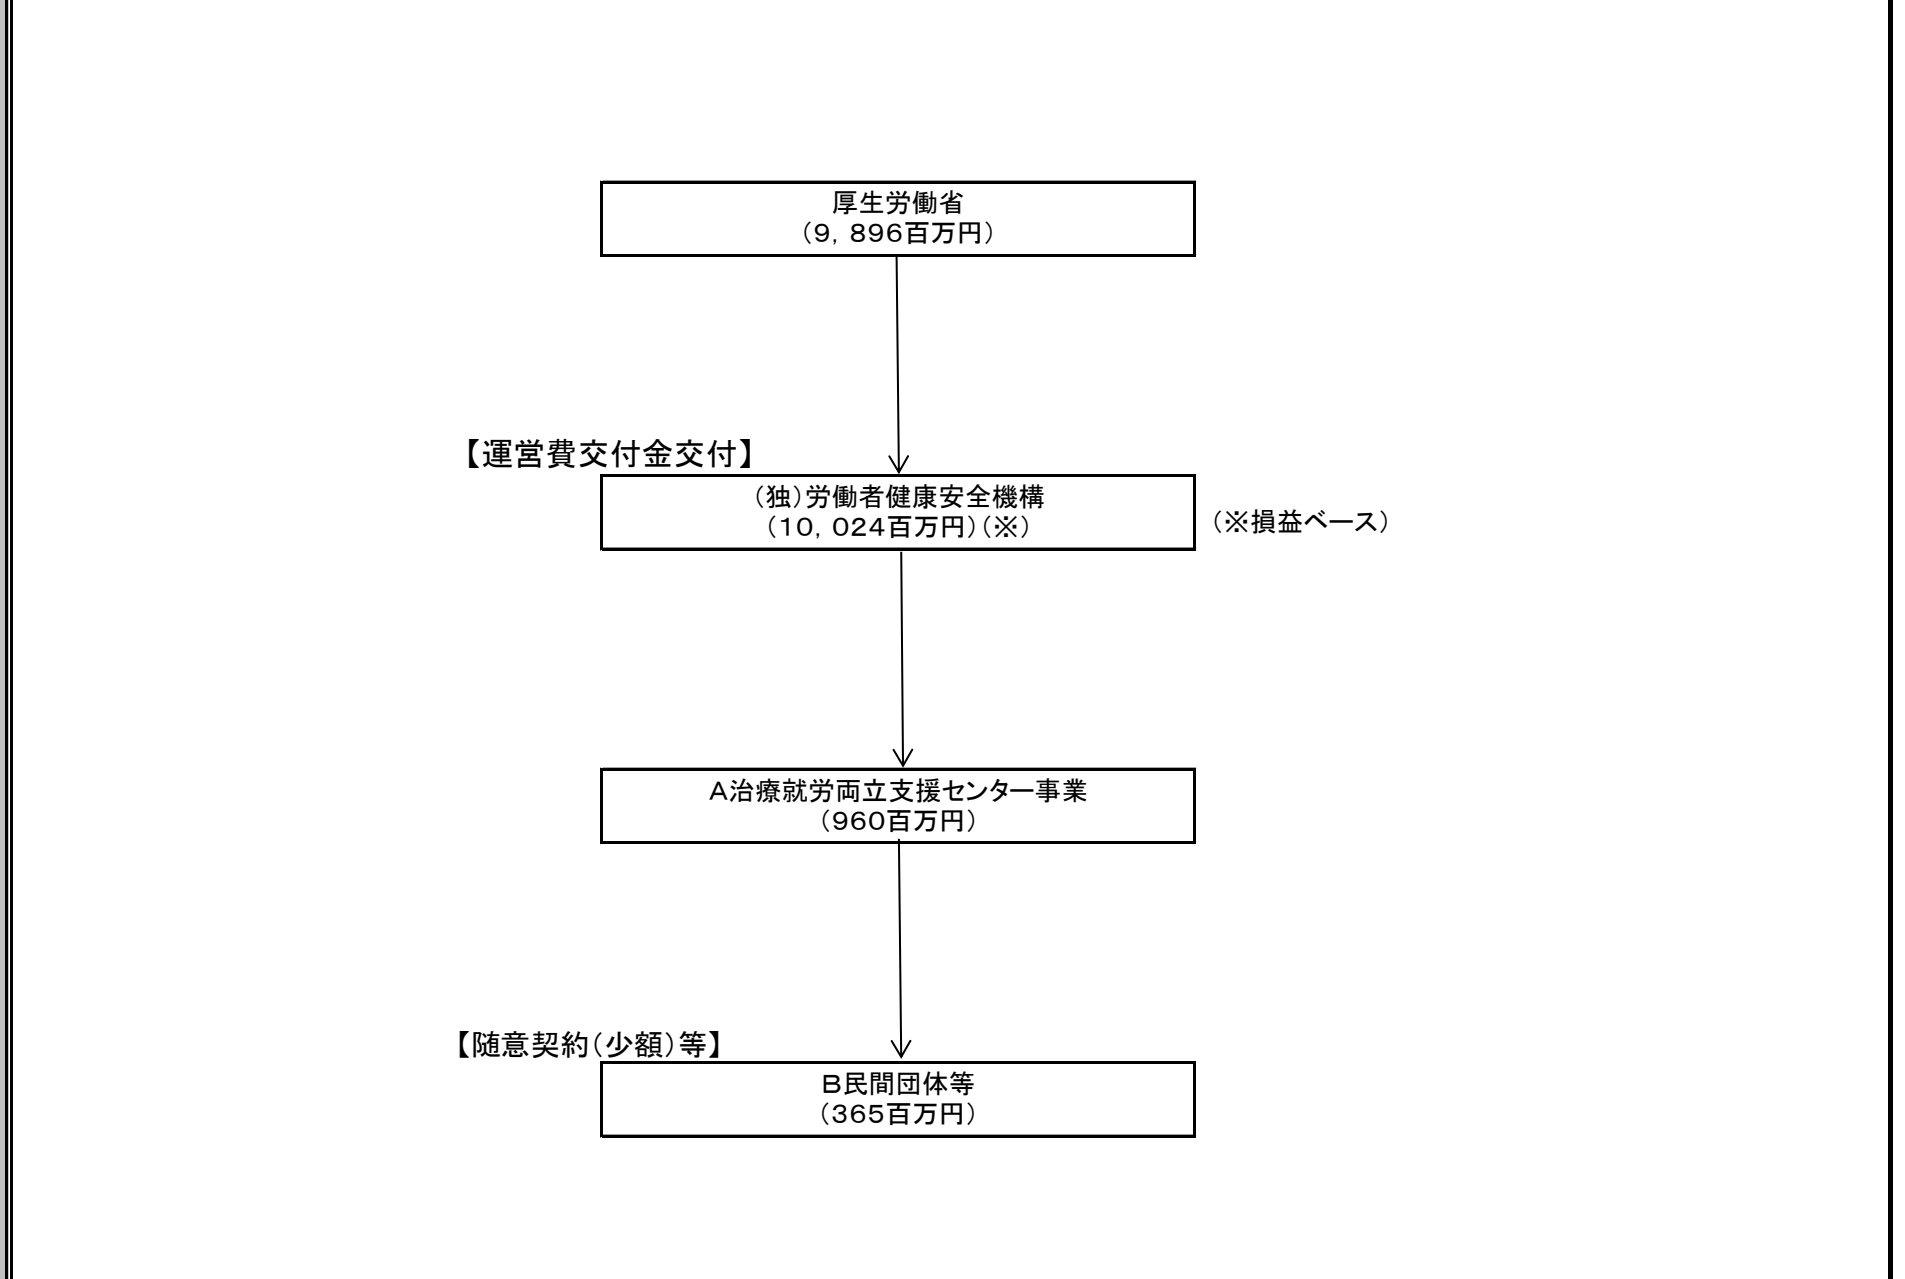 厚生労働省
（９，８９６百万円）
【運営費交付金交付】
（独）労働者健康安全機構
（１０，０２４百万円）（※）
（※損益ベース）
Ａ治療就労両立支援センター事業
（９６０百万円）
【随意契約（少額）等】
Ｂ民間団体等
（３６５百万円）